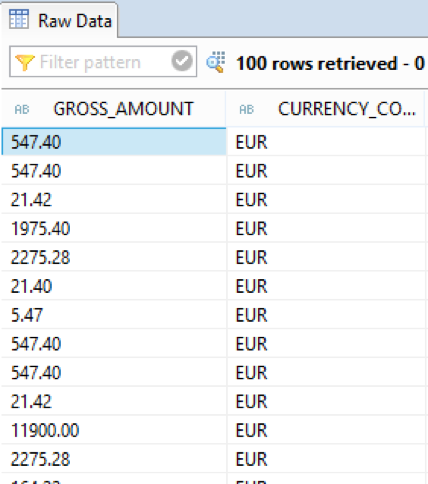 Raw Data
Filter pattern 100 rows retrieved - 0
AB GROSS_AMOUNT AB CURRENCY_CO...
547.40 EUR
547.40 EUR
21.42 EUR
1975.40 EUR
2275.28 EUR
21.40 EUR
5.47 EUR
547.40 EUR
547.40 EUR
21.42 EUR
11900.00 EUR
2275.28 EUR
EUR